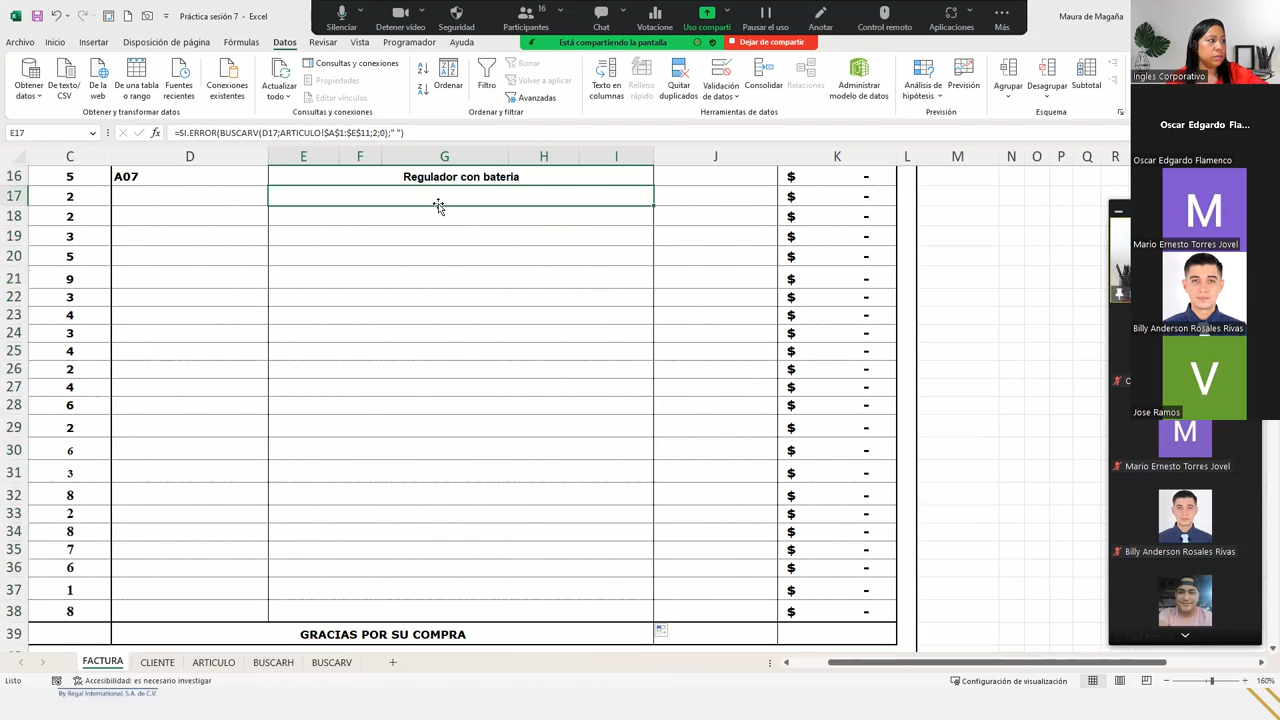 Práctica sesión 7 - Excel
Silenciar
Detener video
Seguridad
Participantes
16
Chat
Votacione
Uso comparti
Pausar el uso
Anotar
Control remoto
Aplicaciones
Más
Maura de Magaña
Está compartiendo la pantalla
Dejar de compartir
Insertar
Disposición de página
Fórmulas
Datos
Revisar
Vista
Programador
Ayuda
Obtener datos
De texto/CSV
De la web
De una tabla o rango
Fuentes recientes
Conexiones existentes
Obtener y transformar datos
Actualizar todo
Consultas y conexiones
Propiedades
Editar vínculos
Consultas y conexiones
Ordenar
Borrar
Volver a aplicar
Avanzadas
Ordenar y filtrar
Texto en columnas
Relleno rápido
Quitar duplicados
Validación de datos
Consolidar
Relaciones
Administrar modelo de datos
Herramientas de datos
Análisis de hipótesis
Previsión
Previsión
Agrupar
Desagrupar
Subtotal
Esquema
E17
fx
=SI.ERROR(BUSCARV(D17;ARTICULO!$A$1:$E$11;2;0);" ")
C D E F G H I J K L M N O P Q R
16 5 A07 Regulador con bateria $ -
17 2 $ -
18 2 $ -
19 3 $ -
20 5 $ -
21 9 $ -
22 3 $ -
23 4 $ -
24 3 $ -
25 4 $ -
26 2 $ -
27 4 $ -
28 6 $ -
29 2 $ -
30 6 $ -
31 3 $ -
32 8 $ -
33 2 $ -
34 8 $ -
35 7 $ -
36 6 $ -
37 1 $ -
38 8 $ -
39 GRACIAS POR SU COMPRA
FACTURA
CLIENTE
ARTICULO
BUSCARH
BUSCARV
Listo
Accesibilidad: es necesario investigar
Configuración de visualización
160%
By Regal International, S.A. de C.V.
Ingles Corporativo
Oscar Edgardo Fla...
Oscar Edgardo Flamenco
M
Mario Ernesto Torres Jovel
Billy Anderson Rosales Rivas
V
Jose Ramos
M
Mario Ernesto Torres Jovel
Billy Anderson Rosales Rivas